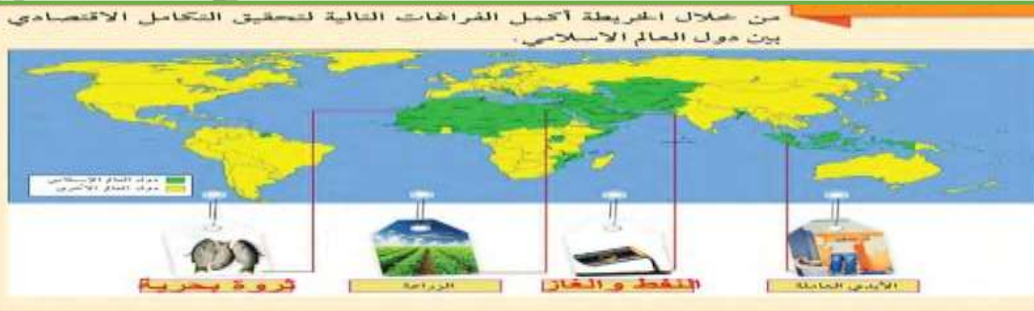 من خلال الخريطة أكمل الفراغات التالية لتحقيق التكامل الاقتصادي
بين دول العالم الاسلامي.
دول العالم الإسلامي
دول العالم الأخرى
الأيدي العاملة
النفط والغاز
الزراعة
ثروة بحرية